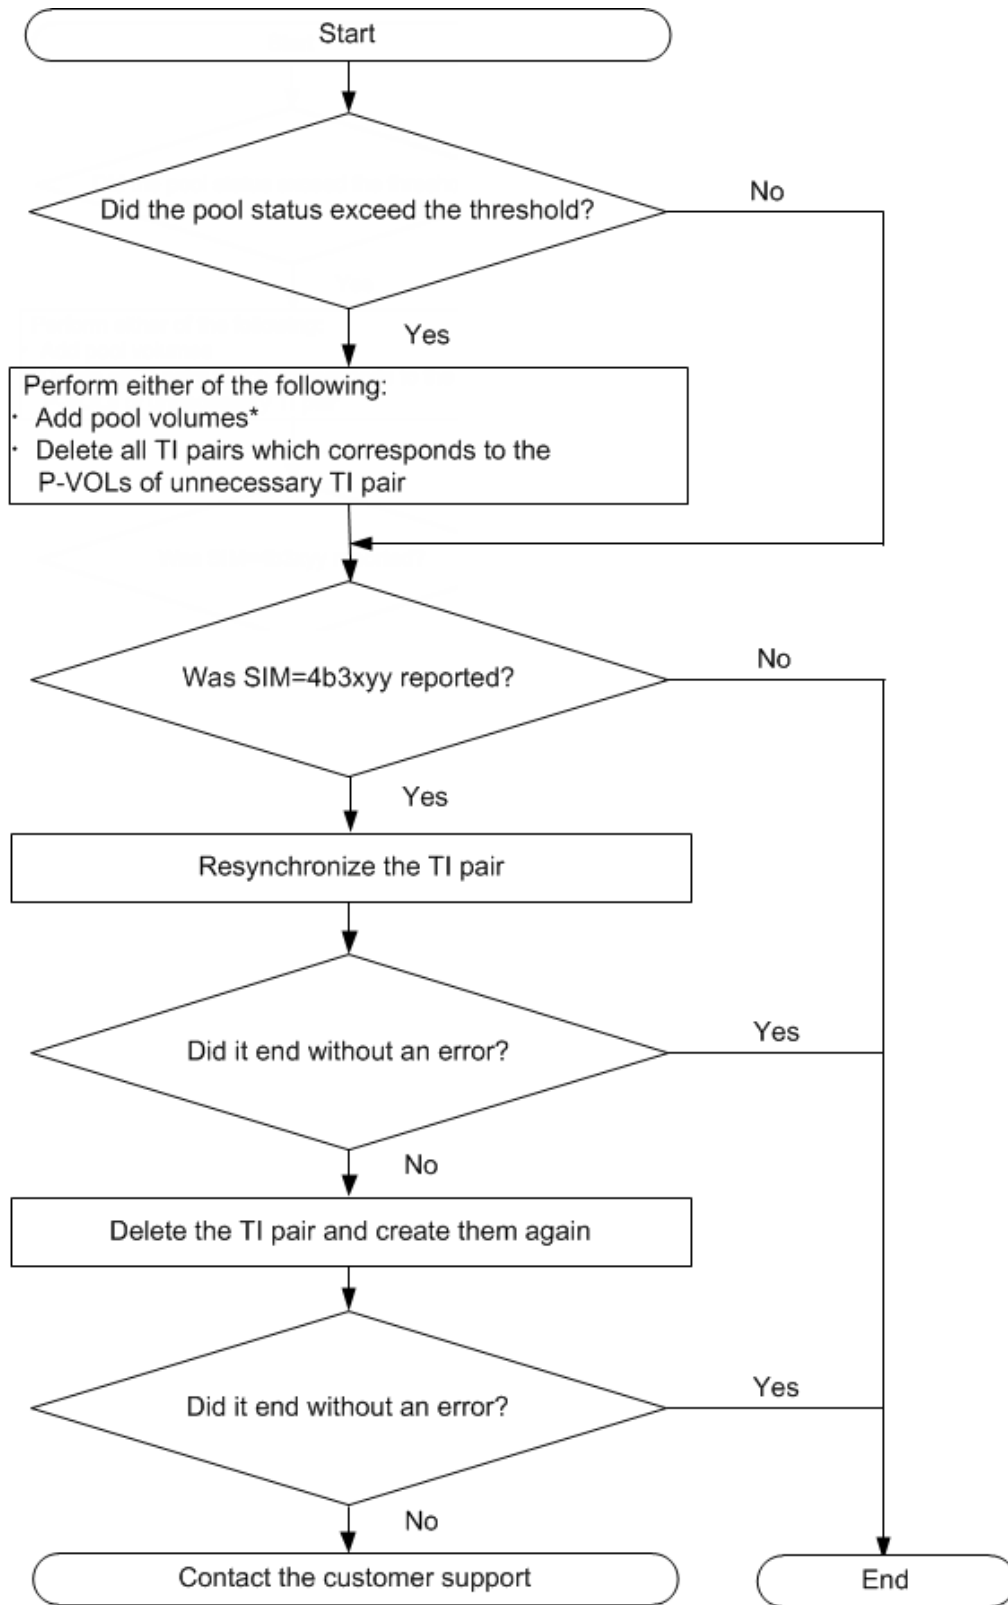 Start
Did the pool status exceed the threshold?
No
Yes
Perform either of the following:
· Add pool volumes*
· Delete all TI pairs which corresponds to the
P-VOLs of unnecessary TI pair
Was SIM=4b3xyy reported?
No
Yes
Resynchronize the TI pair
Did it end without an error?
Yes
No
Delete the TI pair and create them again
Did it end without an error?
Yes
No
Contact the customer support
End